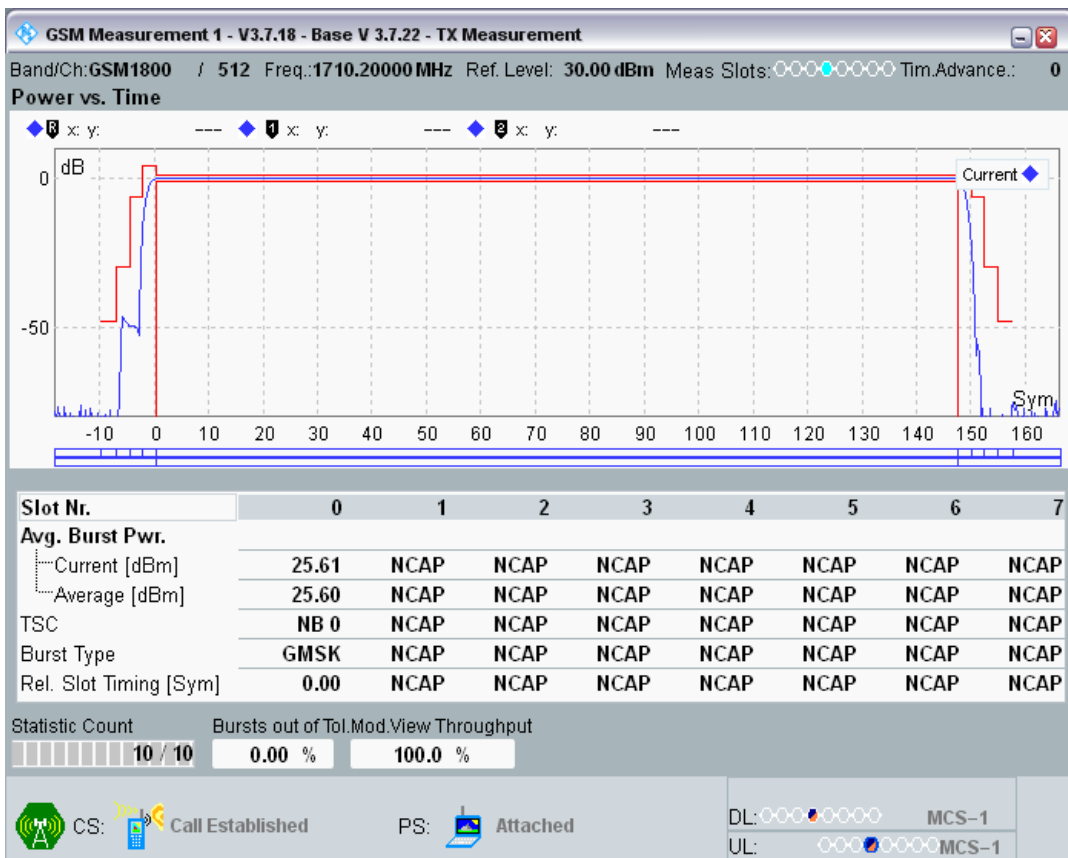 GSM Measurement 1 - V3.7.18 - Base V 3.7.22 - TX Measurement
Band/Ch:GSM1800 / 512 Freq.:1710.20000 MHz Ref. Level: 30.00 dBm Meas Slots: Tim.Advance.: 0
Power vs. Time
R x: y: --- 1 x: y: --- 2 x: y: ---
dB
Current
0
-50
Sym
-10 0 10 20 30 40 50 60 70 80 90 100 110 120 130 140 150 160
Slot Nr. 0 1 2 3 4 5 6 7
Avg. Burst Pwr.
Current [dBm] 25.61 NCAP NCAP NCAP NCAP NCAP NCAP NCAP
Average [dBm] 25.60 NCAP NCAP NCAP NCAP NCAP NCAP NCAP
TSC NB 0 NCAP NCAP NCAP NCAP NCAP NCAP NCAP
Burst Type GMSK NCAP NCAP NCAP NCAP NCAP NCAP NCAP
Rel. Slot Timing [Sym] 0.00 NCAP NCAP NCAP NCAP NCAP NCAP NCAP
Statistic Count Bursts out of Tol.Mod.View Throughput
10 / 10 0.00 % 100.0 %
CS: Call Established PS: Attached
DL: MCS-1
UL: MCS-1